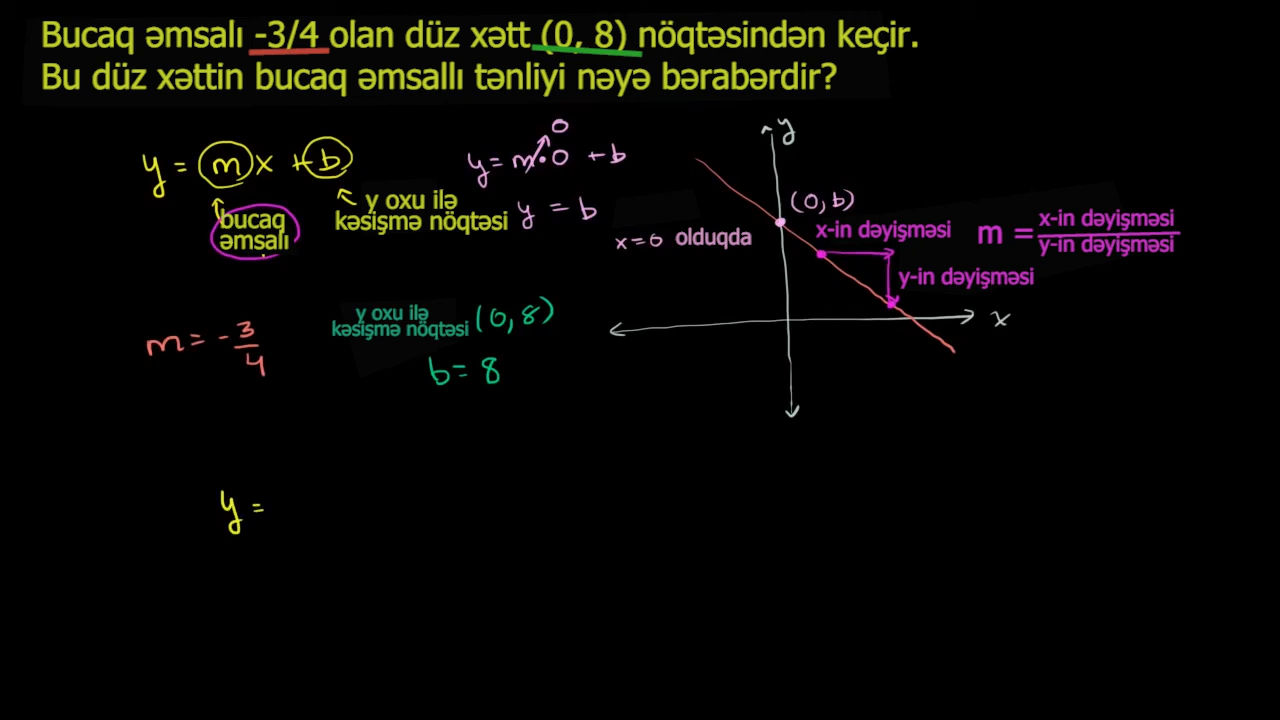 Bucaq əmsalı -3/4 olan düz xətt (0, 8) nöqtəsindən keçir.
Bu düz xəttin bucaq əmsallı tənliyi nəyə bərabərdir?
y = mx + b
bucaq
əmsalı
y oxu ilə
kəsişmə nöqtəsi
0
y = m·0 + b
y = b
x = 0 olduqda
y
(0, b)
x-in dəyişməsi
y-in dəyişməsi
x
m = x-in dəyişməsi
y-in dəyişməsi
m = -3/4
y oxu ilə
kəsişmə nöqtəsi (0, 8)
b = 8
y =